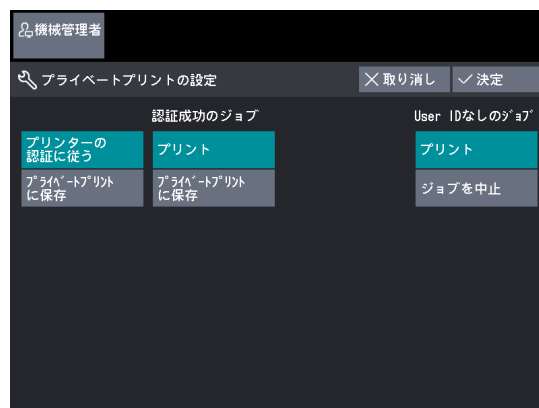 機械管理者
プライベートプリントの設定
取り消し
決定
認証成功のジョブ
User IDなしのｼﾞｮﾌﾞ
プリンターの
認証に従う
プリント
プリント
ﾌﾟﾗｲﾍﾞｰﾄﾌﾟﾘﾝﾄ
に保存
ﾌﾟﾗｲﾍﾞｰﾄﾌﾟﾘﾝﾄ
に保存
ジョブを中止